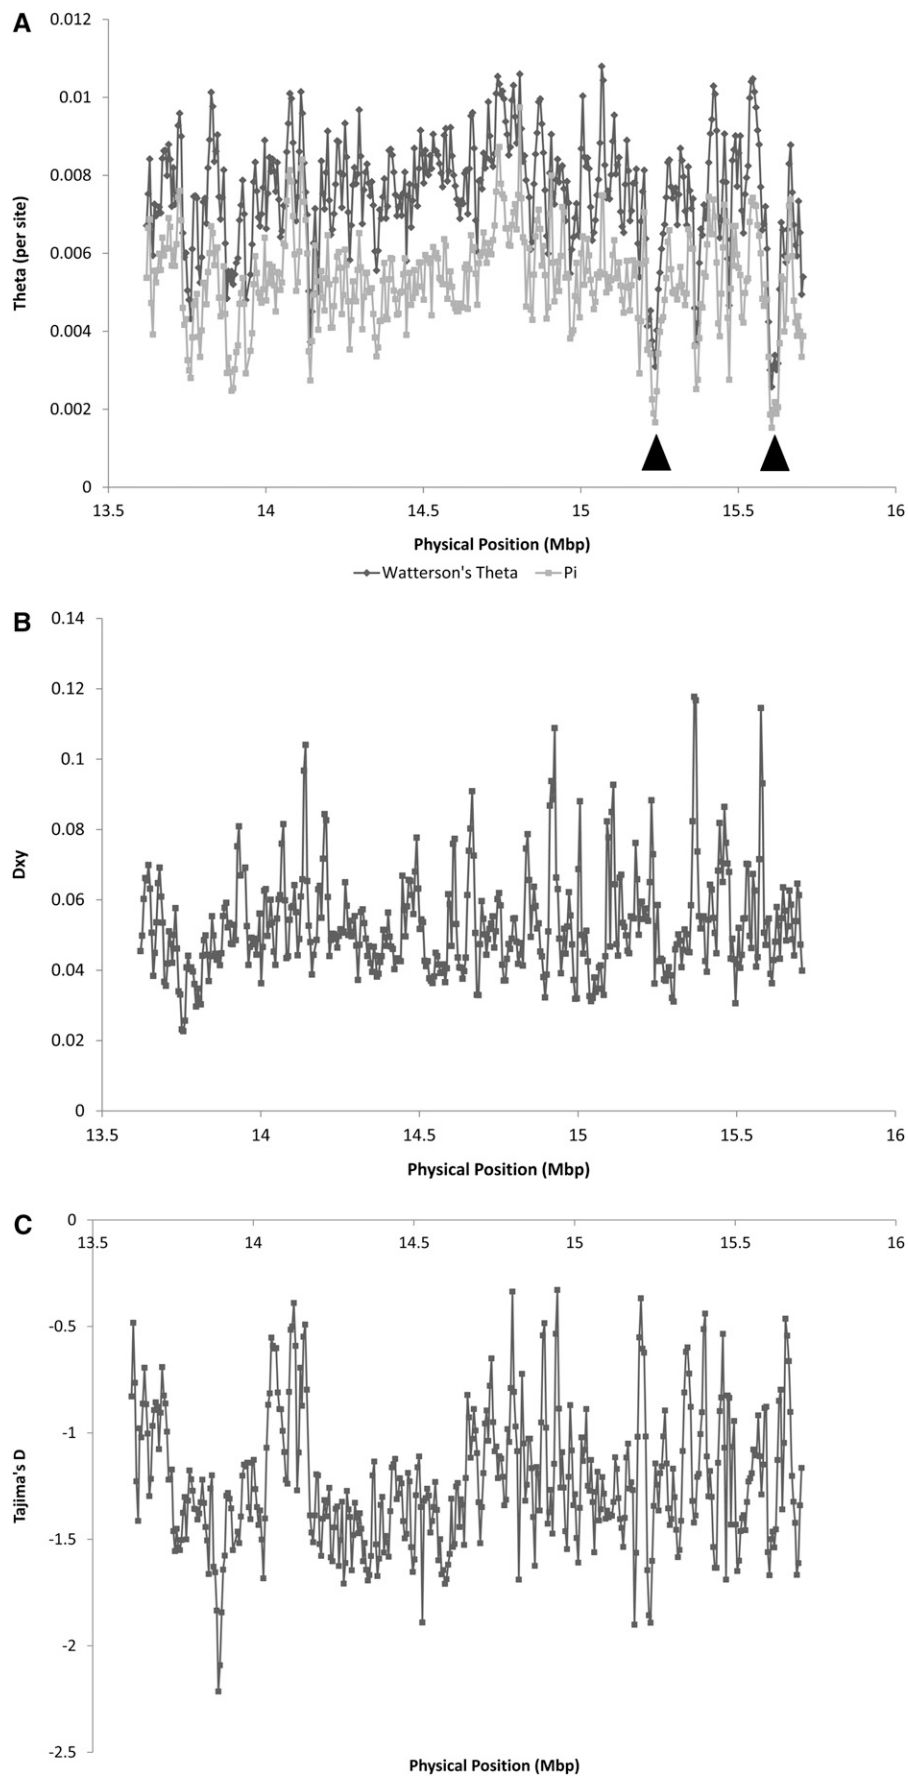 A
0.012
0.01
0.008
0.006
0.004
0.002
0
Theta (per site)
13.5 14 14.5 15 15.5 16
Physical Position (Mbp)
Watterson's Theta Pi
B
0.14
0.12
0.1
0.08
0.06
0.04
0.02
0
Dxy
13.5 14 14.5 15 15.5 16
Physical Position (Mbp)
C
0
13.5 14 14.5 15 15.5 16
-0.5
-1
-1.5
-2
-2.5
Tajima's D
Physical Position (Mbp)